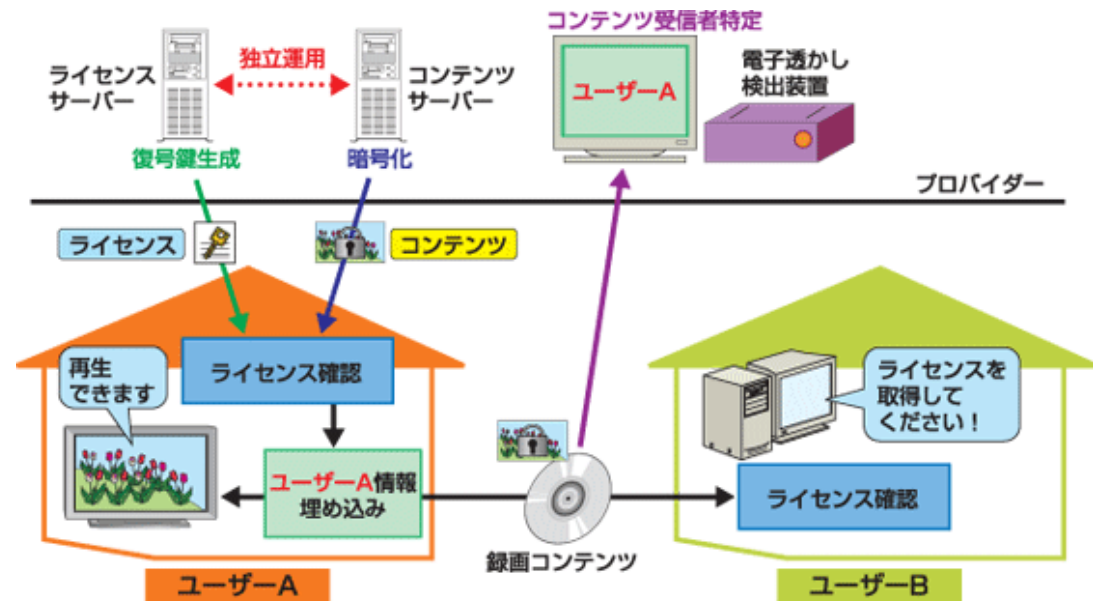 コンテンツ受信者特定
ライセンス
サーバー
独立運用
コンテンツ
サーバー
ユーザーA
電子透かし
検出装置
復号鍵生成
暗号化
プロバイダー
ライセンス
コンテンツ
再生
できます
ライセンス確認
ライセンスを
取得して
ください！
ユーザーA情報
埋め込み
ライセンス確認
録画コンテンツ
ユーザーA
ユーザーB